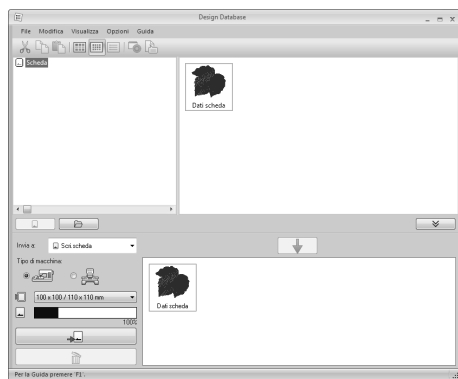 Design Database
File Modifica Visualizza Opzioni Guida
Scheda
Dati scheda
Invia a: Scri.scheda
Tipo di macchina:
100 x 100 / 110 x 110 mm
100%
Dati scheda
Per la Guida premere 'F1'.